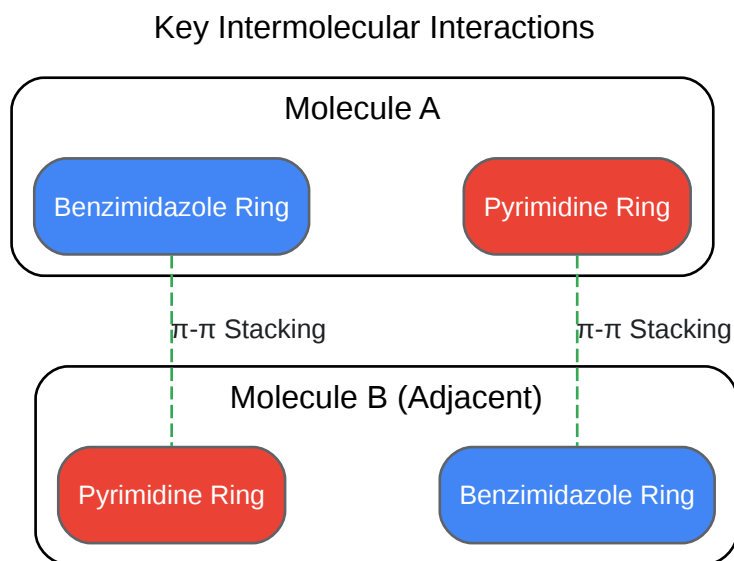 Key Intermolecular Interactions
Molecule A
Benzimidazole Ring
Pyrimidine Ring
π-π Stacking
π-π Stacking
Molecule B (Adjacent)
Pyrimidine Ring
Benzimidazole Ring